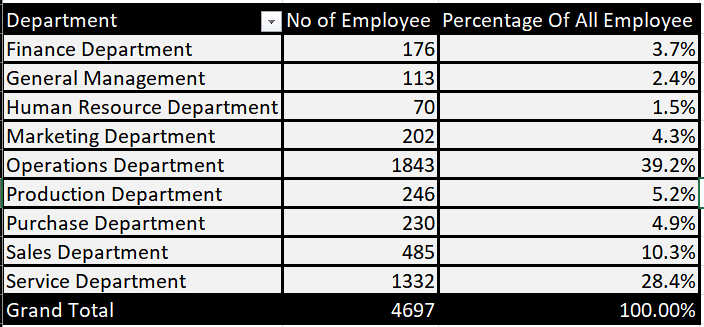 Department No of Employee Percentage Of All Employee
Finance Department 176 3.7%
General Management 113 2.4%
Human Resource Department 70 1.5%
Marketing Department 202 4.3%
Operations Department 1843 39.2%
Production Department 246 5.2%
Purchase Department 230 4.9%
Sales Department 485 10.3%
Service Department 1332 28.4%
Grand Total 4697 100.00%